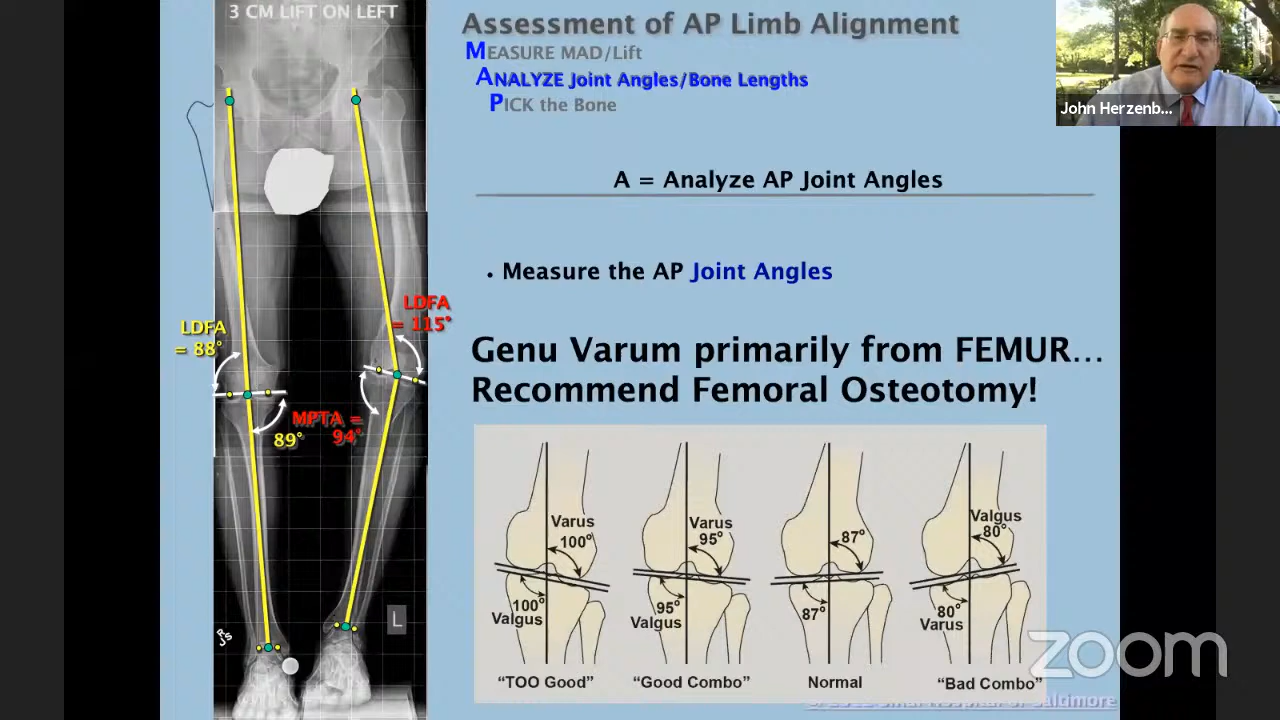 3 CM LIFT ON LEFT
Assessment of AP Limb Alignment
MEASURE MAD/Lift
ANALYZE Joint Angles/Bone Lengths
PICK the Bone
John Herzenb...
A = Analyze AP Joint Angles
• Measure the AP Joint Angles
LDFA
= 115°
LDFA
= 88°
Genu Varum primarily from FEMUR...
Recommend Femoral Osteotomy!
MPTA =
94°
89°
Varus
100°
100°
Valgus
"TOO Good"
Varus
95°
95°
Valgus
"Good Combo"
87°
87°
Normal
Valgus
80°
80°
Varus
"Bad Combo"
L
zoom
Hospital of Baltimore